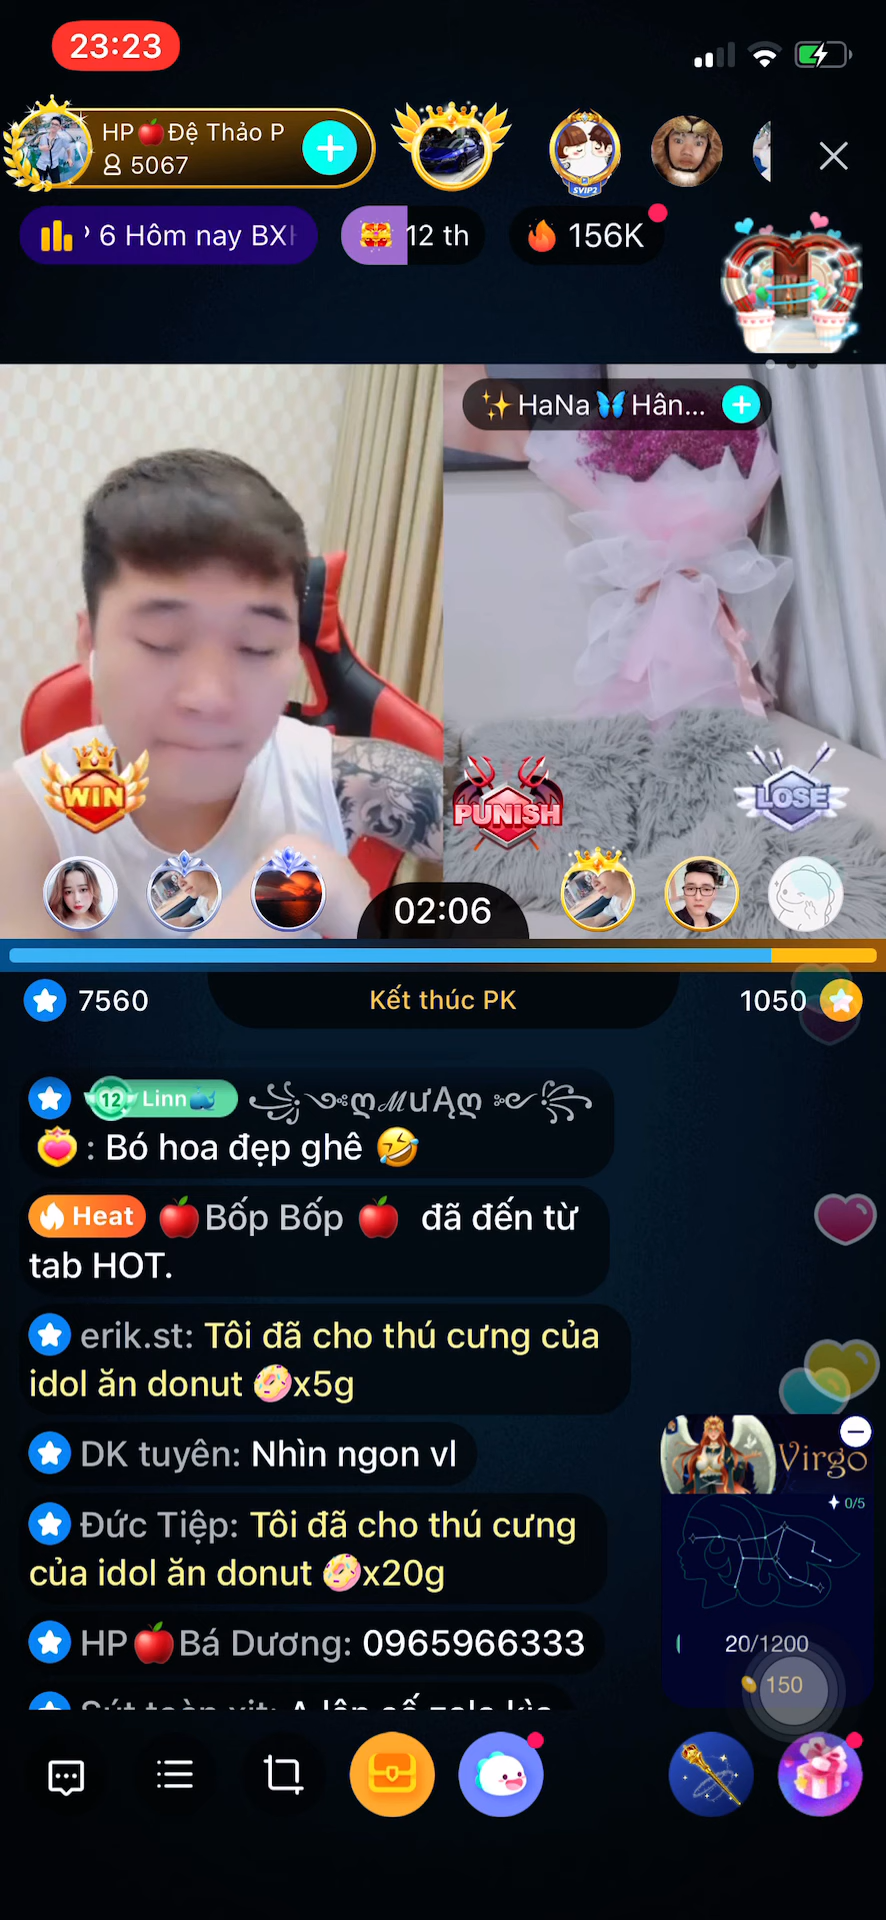 23:23
HP🍎Đệ Thảo P
5067
SVIP2
6 Hôm nay BXH
12 th
156K
✨HaNa🦋Hân...
WIN
PUNISH
LOSE
02:06
7560
Kết thúc PK
1050
12 Linn🐳 ꧁༺ღℳưĄღ༻꧂
: Bó hoa đẹp ghê 🤣
Heat 🍎Bốp Bốp 🍎 đã đến từ
tab HOT.
erik.st: Tôi đã cho thú cưng của
idol ăn donut 🍩x5g
DK tuyên: Nhìn ngon vl
Đức Tiệp: Tôi đã cho thú cưng
của idol ăn donut 🍩x20g
HP🍎Bá Dương: 0965966333
Virgo
0/5
20/1200
150